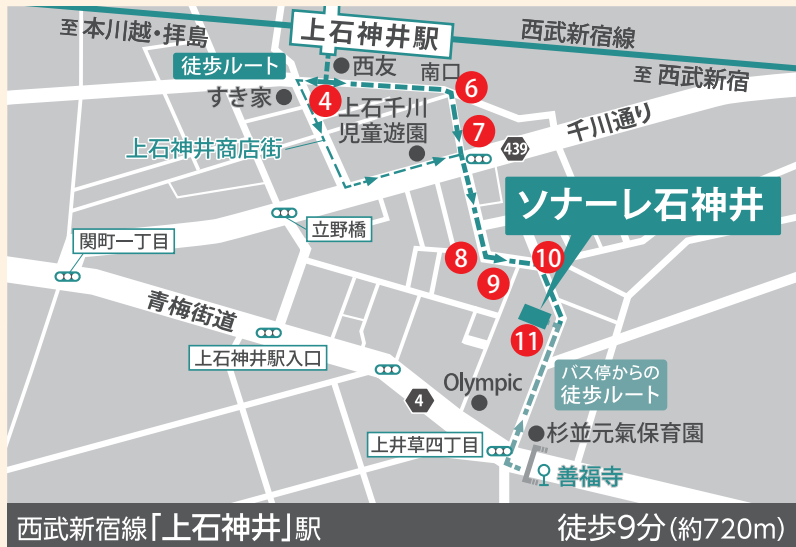 至 本川越・拝島
上石神井駅
西武新宿線
至 西武新宿
徒歩ルート
西友
南口
すき家
4
6
上石千川
児童遊園
7
千川通り
439
上石神井商店街
ソナーレ石神井
立野橋
関町一丁目
8
9
10
青梅街道
11
上石神井駅入口
バス停からの
徒歩ルート
Olympic
4
杉並元氣保育園
上井草四丁目
善福寺
西武新宿線「上石神井」駅
徒歩9分(約720m)